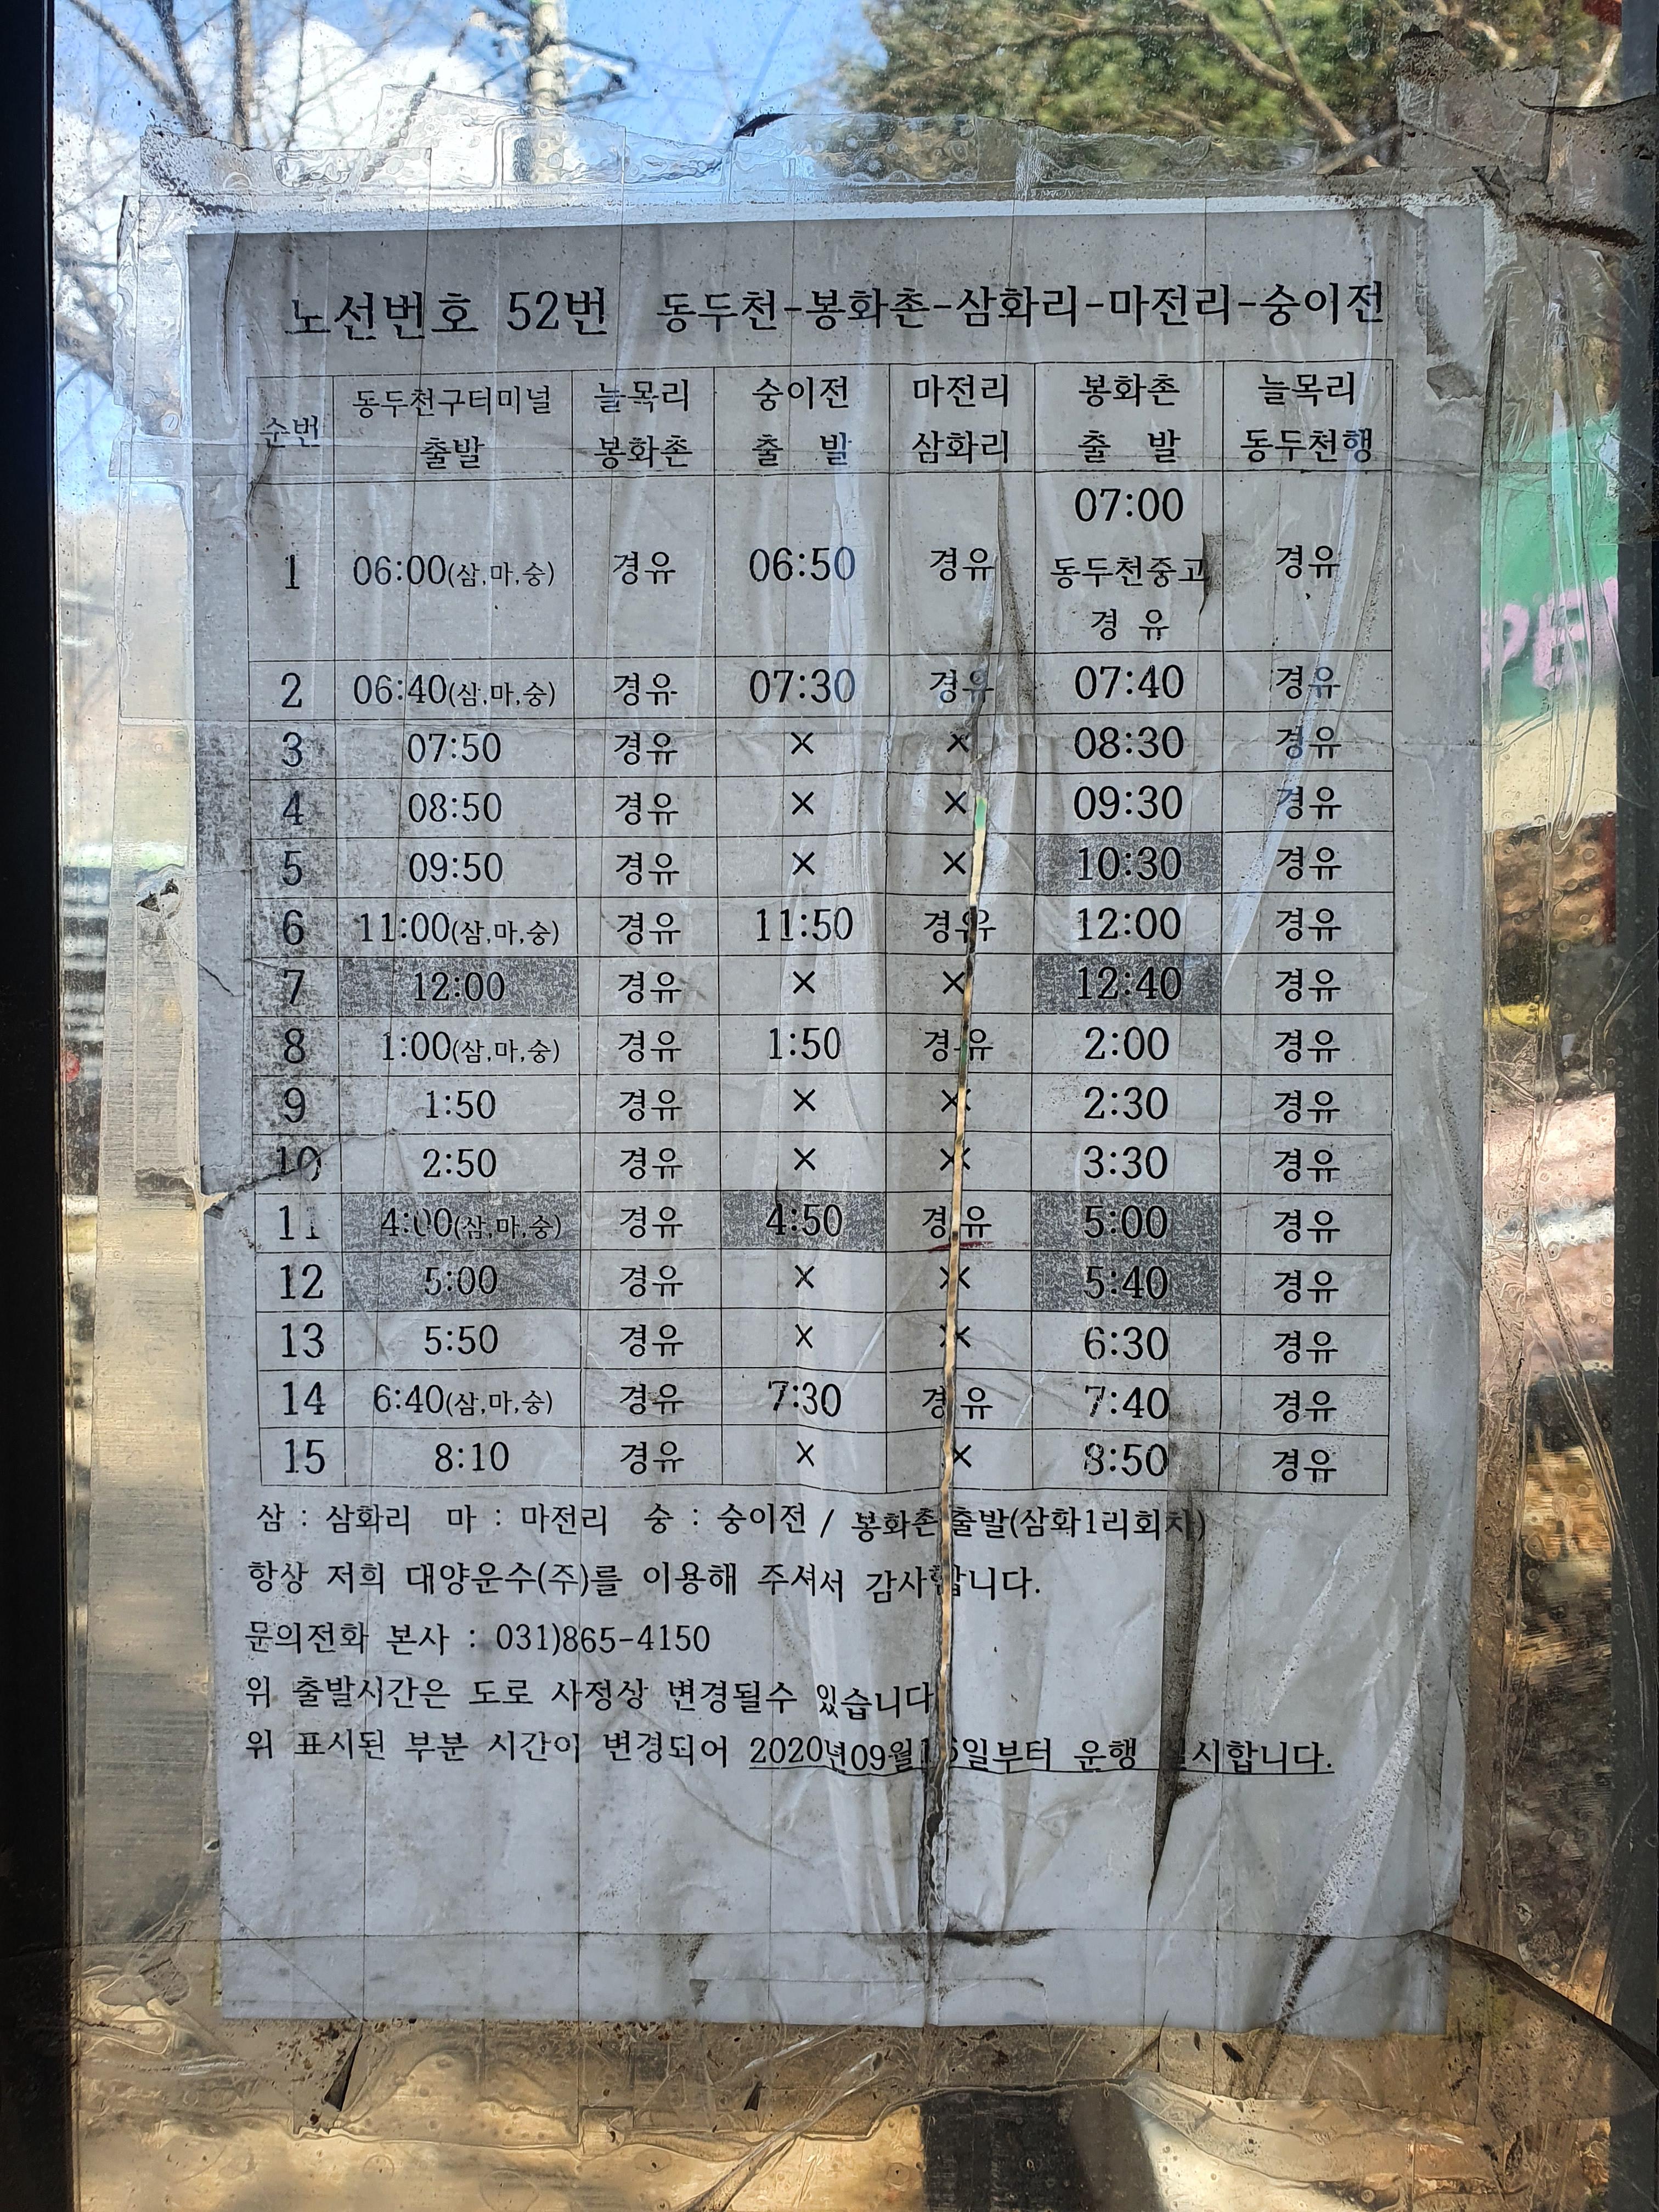 노선번호 52번 동두천-봉화촌-삼화리-마전리-숭이전
순번 동두천구터미널 출발 늘목리 봉화촌 숭이전 출 발 마전리 삼화리 봉화촌 출 발 늘목리 동두천행
1 06:00(삼,마,숭) 경유 06:50 경유 07:00 동두천중고 경 유 경유
2 06:40(삼,마,숭) 경유 07:30 경유 07:40 경유
3 07:50 경유 × × 08:30 경유
4 08:50 경유 × × 09:30 경유
5 09:50 경유 × × 10:30 경유
6 11:00(삼,마,숭) 경유 11:50 경유 12:00 경유
7 12:00 경유 × × 12:40 경유
8 1:00(삼,마,숭) 경유 1:50 경유 2:00 경유
9 1:50 경유 × × 2:30 경유
10 2:50 경유 × × 3:30 경유
11 4:00(삼,마,숭) 경유 4:50 경유 5:00 경유
12 5:00 경유 × × 5:40 경유
13 5:50 경유 × × 6:30 경유
14 6:40(삼,마,숭) 경유 7:30 경유 7:40 경유
15 8:10 경유 × × 8:50 경유
삼 : 삼화리 마 : 마전리 숭 : 숭이전 / 봉화촌 출발(삼화1리회차)
항상 저희 대양운수(주)를 이용해 주셔서 감사합니다.
문의전화 본사 : 031)865-4150
위 출발시간은 도로 사정상 변경될수 있습니다
위 표시된 부분 시간이 변경되어 2020년09월16일부터 운행 시합니다.